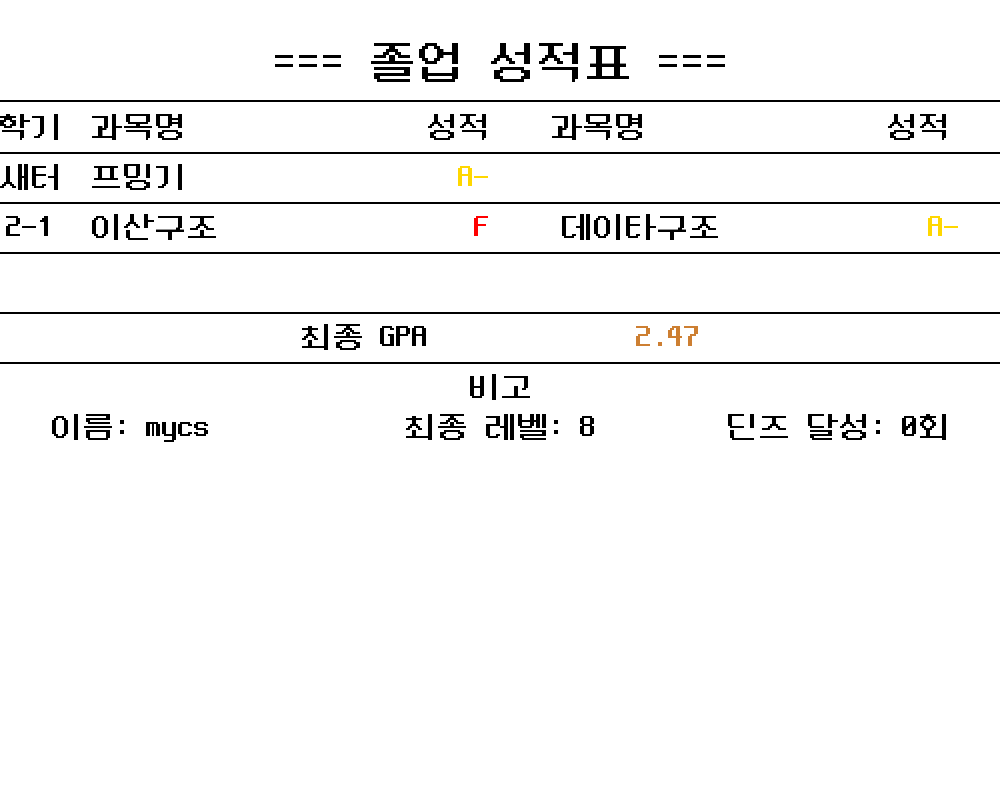 === 졸업 성적표 ===
학기 과목명 성적 과목명 성적
새터 프밍기 A-
2-1 이산구조 F 데이타구조 A-
최종 GPA 2.47
비고
이름: mycs 최종 레벨: 8 딘즈 달성: 0회